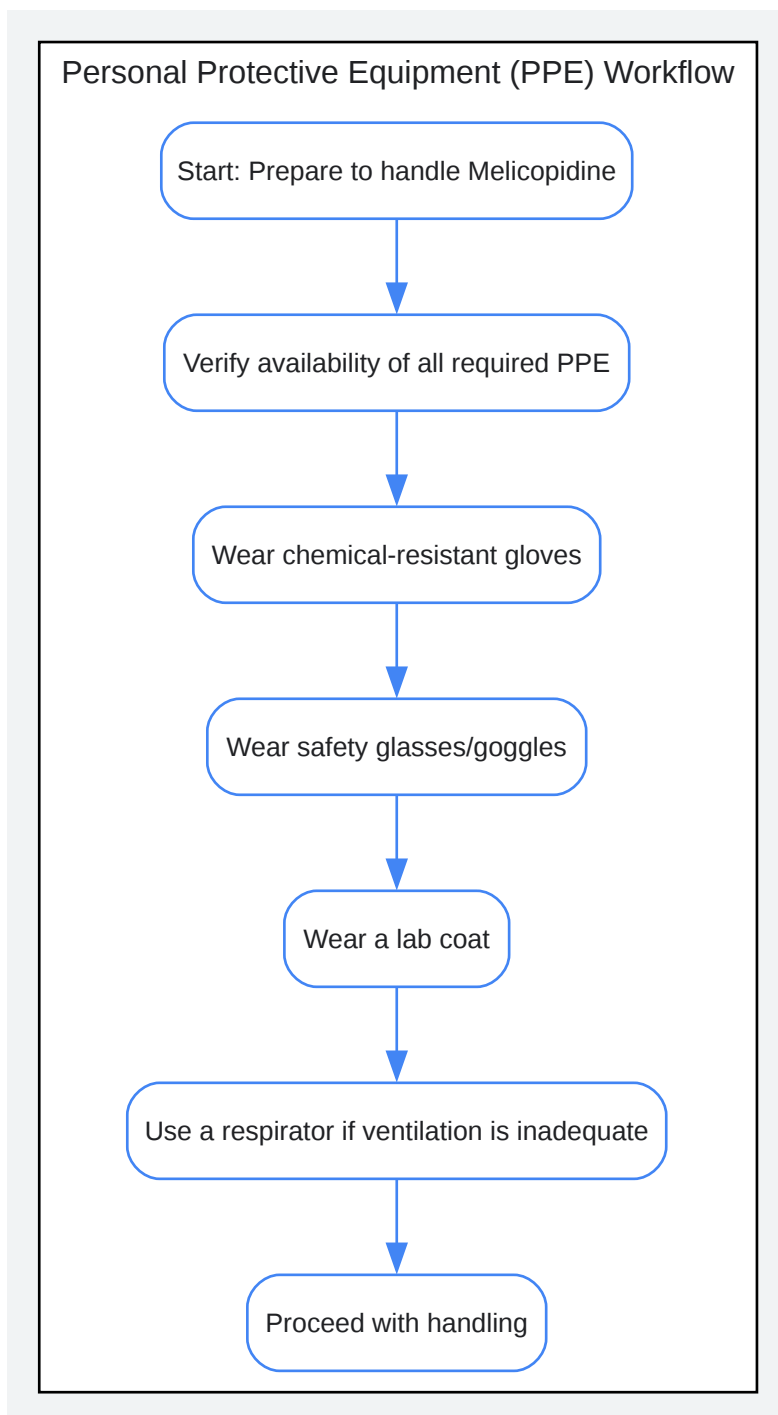 Personal Protective Equipment (PPE) Workflow
Start: Prepare to handle Melicopidine
Verify availability of all required PPE
Wear chemical-resistant gloves
Wear safety glasses/goggles
Wear a lab coat
Use a respirator if ventilation is inadequate
Proceed with handling